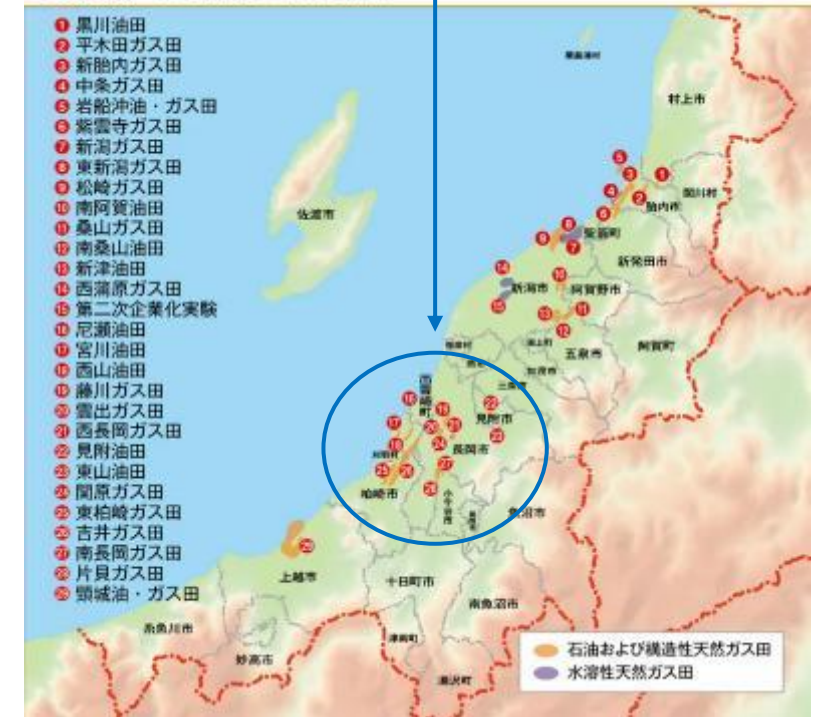 ❶ 黒川油田
❷ 平木田ガス田
❸ 新胎内ガス田
❹ 中条ガス田
❺ 岩船沖油・ガス田
❻ 紫雲寺ガス田
❼ 新潟ガス田
❽ 東新潟ガス田
❾ 松崎ガス田
❿ 南阿賀油田
⓫ 桑山ガス田
⓬ 南桑山油田
⓭ 新津油田
⓮ 西蒲原ガス田
⓯ 第二次企業化実験
⓰ 尼瀬油田
⓱ 宮川油田
⓲ 西山油田
⓳ 藤川ガス田
⓴ 雲出ガス田
㉑ 西長岡ガス田
㉒ 見附油田
㉓ 東山油田
㉔ 関原ガス田
㉕ 東柏崎ガス田
㉖ 吉井ガス田
㉗ 南長岡ガス田
㉘ 片貝ガス田
㉙ 頸城油・ガス田
村上市
関川村
胎内市
佐渡市
聖籠町
新発田市
新潟市
阿賀野市
阿賀町
五泉市
見附市
長岡市
柏崎市
魚沼市
上越市
十日町市
南魚沼市
糸魚川市
妙高市
津南町
湯沢町
石油および構造性天然ガス田
水溶性天然ガス田